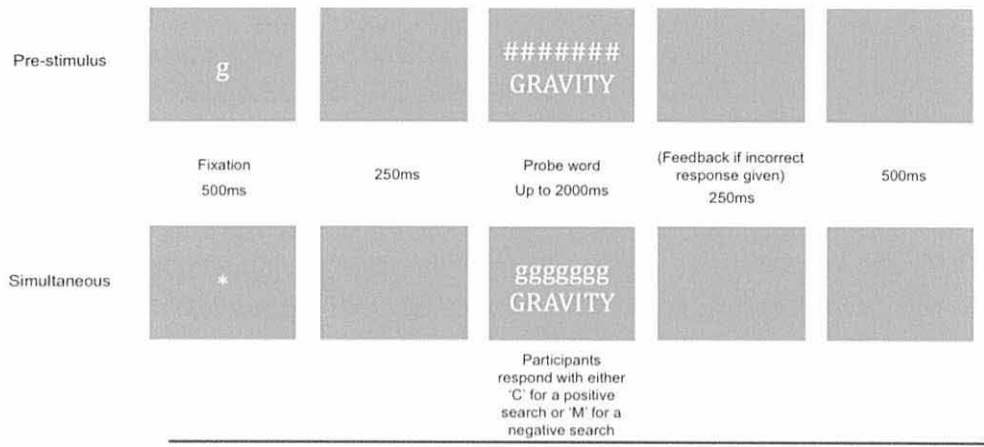 Pre-stimulus
g
#######
GRAVITY
Fixation
500ms
250ms
Probe word
Up to 2000ms
(Feedback if incorrect
response given)
250ms
500ms
Simultaneous
*
ggggggg
GRAVITY
Participants
respond with either
'C' for a positive
search or 'M' for a
negative search